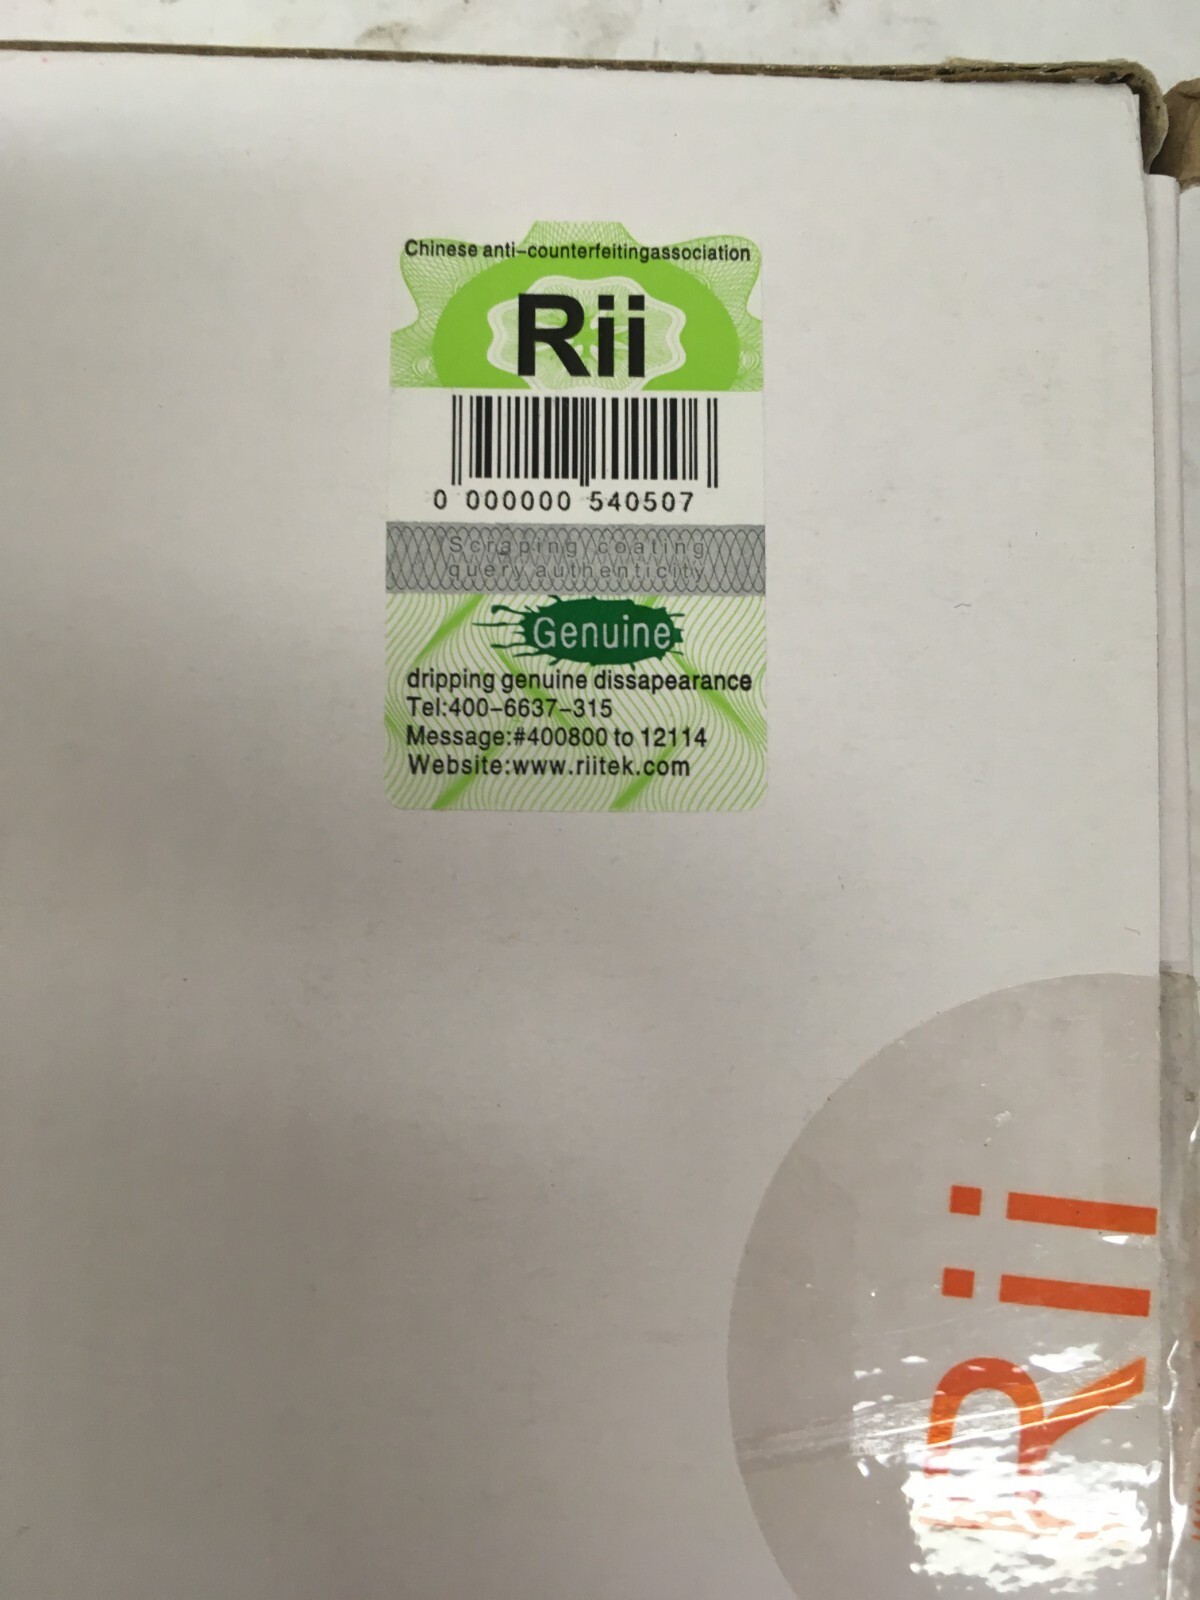 Chinese anti-counterfeitingassociation
Rii
0 000000 540507
Scraping coating
query authenticity
Genuine
dripping genuine dissapearance
Tel:400-6637-315
Message:#400800 to 12114
Website:www.riitek.com
Rii